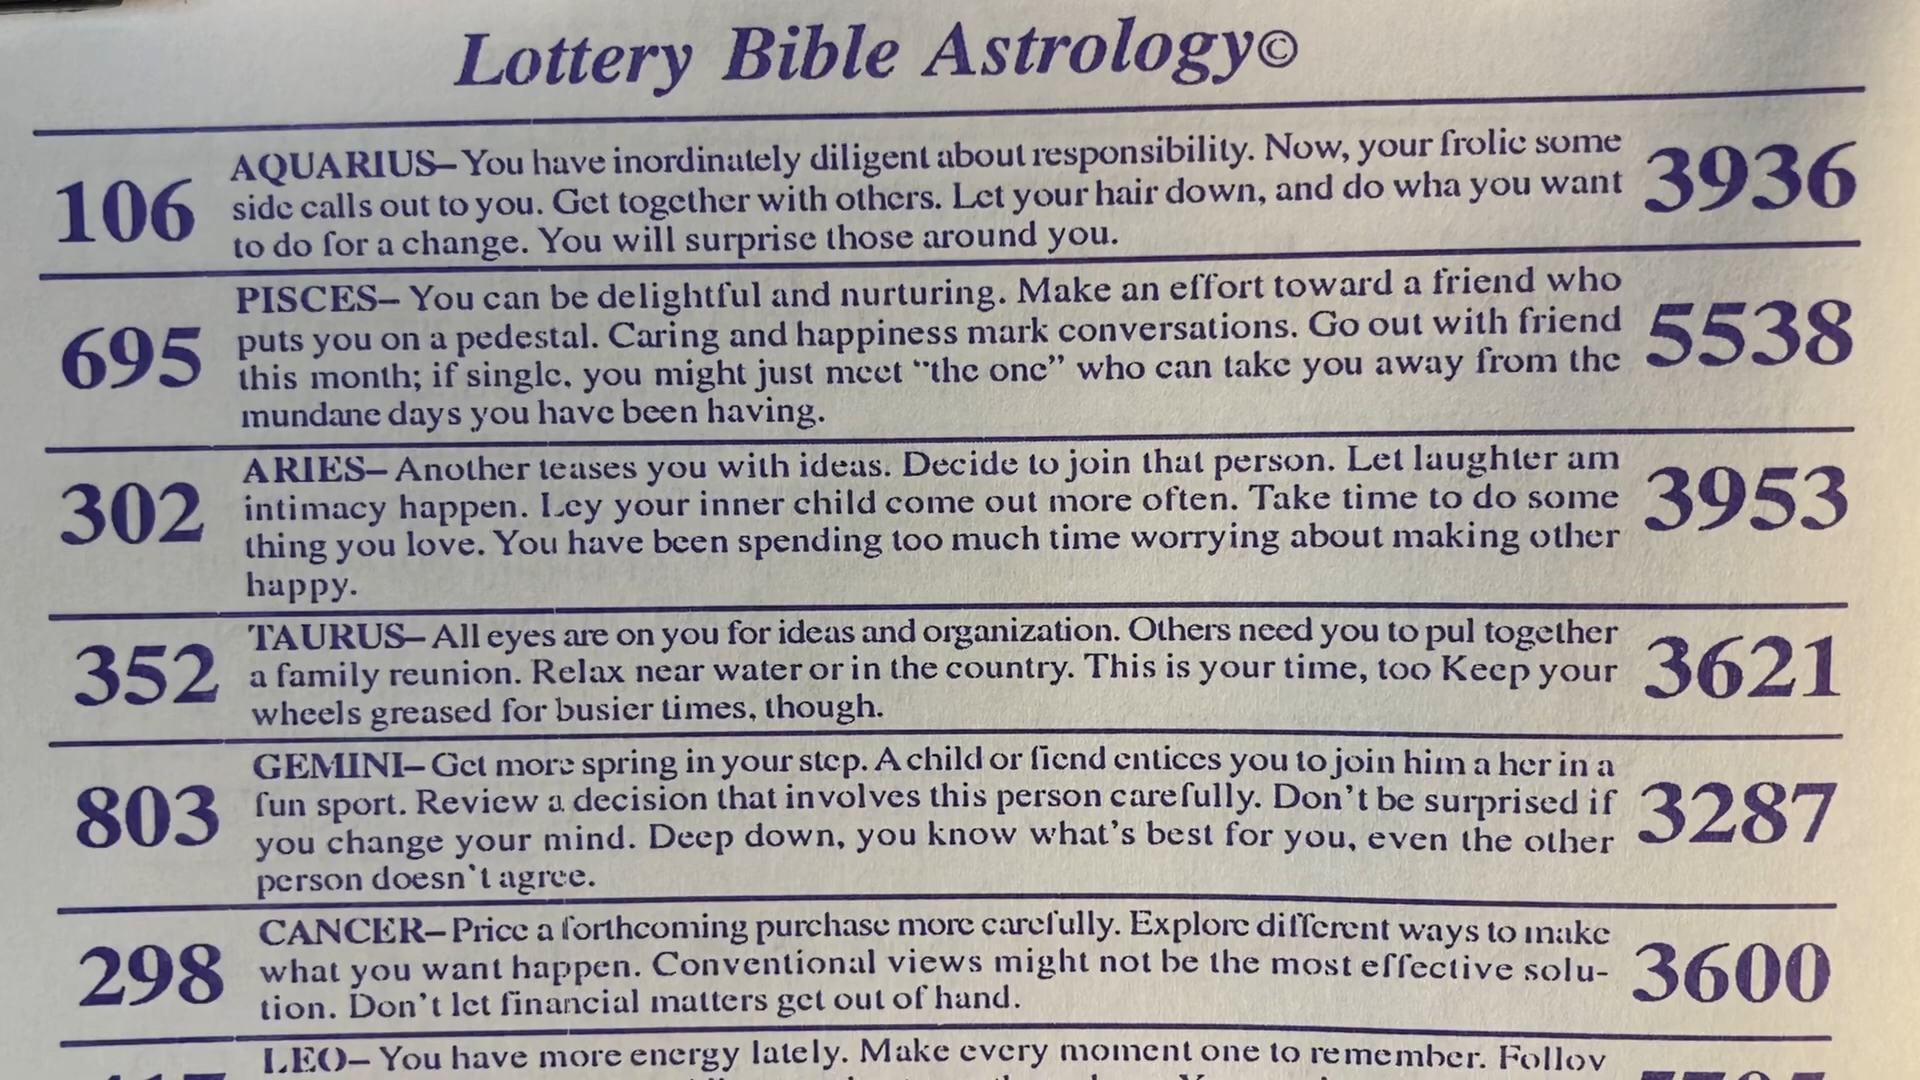 Lottery Bible Astrology©
106 AQUARIUS– You have inordinately diligent about responsibility. Now, your frolic some 3936
side calls out to you. Get together with others. Let your hair down, and do wha you want
to do for a change. You will surprise those around you.
695 PISCES– You can be delightful and nurturing. Make an effort toward a friend who 5538
puts you on a pedestal. Caring and happiness mark conversations. Go out with friend
this month; if single, you might just meet “the one” who can take you away from the
mundane days you have been having.
302 ARIES– Another teases you with ideas. Decide to join that person. Let laughter am 3953
intimacy happen. Ley your inner child come out more often. Take time to do some
thing you love. You have been spending too much time worrying about making other
happy.
352 TAURUS– All eyes are on you for ideas and organization. Others need you to pul together 3621
a family reunion. Relax near water or in the country. This is your time, too Keep your
wheels greased for busier times, though.
803 GEMINI– Get more spring in your step. A child or fiend entices you to join him a her in a 3287
fun sport. Review a decision that involves this person carefully. Don’t be surprised if
you change your mind. Deep down, you know what’s best for you, even the other
person doesn’t agree.
298 CANCER– Price a forthcoming purchase more carefully. Explore different ways to make 3600
what you want happen. Conventional views might not be the most effective solu-
tion. Don’t let financial matters get out of hand.
LEO– You have more energy lately. Make every moment one to remember. Follov